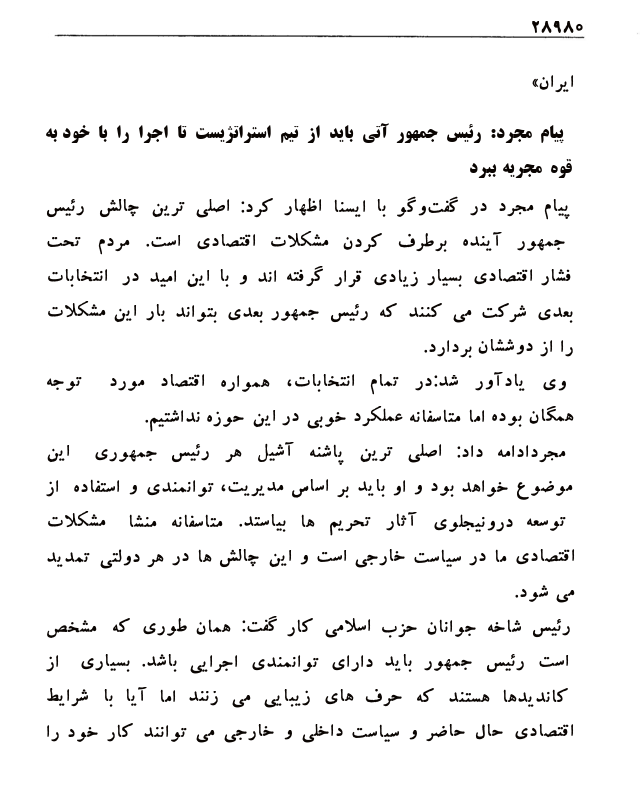 ۲۸۹۸۰
ایران»
پیام مجرد: رئیس جمهور آتی باید از تیم استراتژیست تا اجرا را با خود به
قوه مجریه ببرد
پیام مجرد در گفت‌وگو با ایسنا اظهار کرد: اصلی ترین چالش رئیس
جمهور آینده برطرف کردن مشکلات اقتصادی است. مردم تحت
فشار اقتصادی بسیار زیادی قرار گرفته اند و با این امید در انتخابات
بعدی شرکت می کنند که رئیس جمهور بعدی بتواند بار این مشکلات
را از دوششان بردارد.
وی یادآور شد:در تمام انتخابات، همواره اقتصاد مورد توجه
همگان بوده اما متاسفانه عملکرد خوبی در این حوزه نداشتیم.
مجردادامه داد: اصلی ترین پاشنه آشیل هر رئیس جمهوری این
موضوع خواهد بود و او باید بر اساس مدیریت، توانمندی و استفاده از
توسعه درونیجلوی آثار تحریم ها بیاستد. متاسفانه منشا مشکلات
اقتصادی ما در سیاست خارجی است و این چالش ها در هر دولتی تمدید
می شود.
رئیس شاخه جوانان حزب اسلامی کار گفت: همان طوری که مشخص
است رئیس جمهور باید دارای توانمندی اجرایی باشد. بسیاری از
کاندیدها هستند که حرف های زیبایی می زنند اما آیا با شرایط
اقتصادی حال حاضر و سیاست داخلی و خارجی می توانند کار خود را